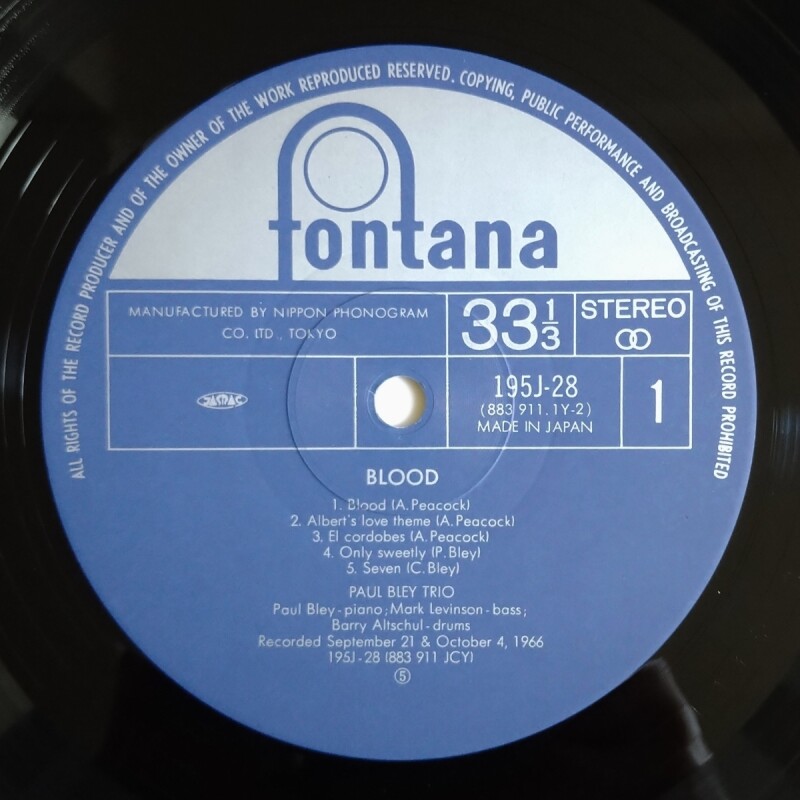 ALL RIGHTS OF THE RECORD PRODUCER AND OF THE OWNER OF THE WORK REPRODUCED RESERVED. COPYING, PUBLIC PERFORMANCE AND BROADCASTING OF THIS RECORD PROHIBITED
fontana
MANUFACTURED BY NIPPON PHONOGRAM
CO. LTD., TOKYO
33 1/3
STEREO
JASRAC
195J-28
(883 911. 1Y-2)
MADE IN JAPAN
1
BLOOD
1. Blood (A. Peacock)
2. Albert's love theme (A. Peacock)
3. El cordobes (A. Peacock)
4. Only sweetly (P. Bley)
5. Seven (C. Bley)
PAUL BLEY TRIO
Paul Bley - piano; Mark Levinson - bass;
Barry Altschul - drums
Recorded September 21 & October 4, 1966
195J-28 (883 911 JCY)
⑤